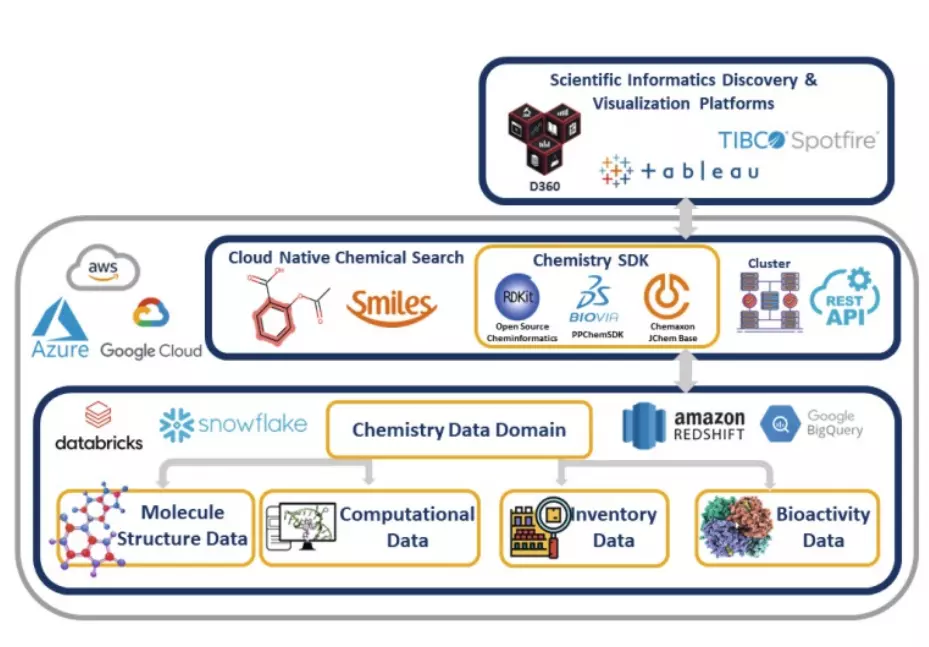 Scientific Informatics Discovery &
Visualization Platforms
D360
TIBCO Spotfire
+ableau
aws
Azure
Google Cloud
Cloud Native Chemical Search
Smiles
Chemistry SDK
RDKit
Open Source
Cheminformatics
BIOVIA
PPChemSDK
Chemaxon
JChem Base
Cluster
REST
API
databricks
snowflake
Chemistry Data Domain
amazon
REDSHIFT
Google
BigQuery
Molecule
Structure Data
Computational
Data
Inventory
Data
Bioactivity
Data